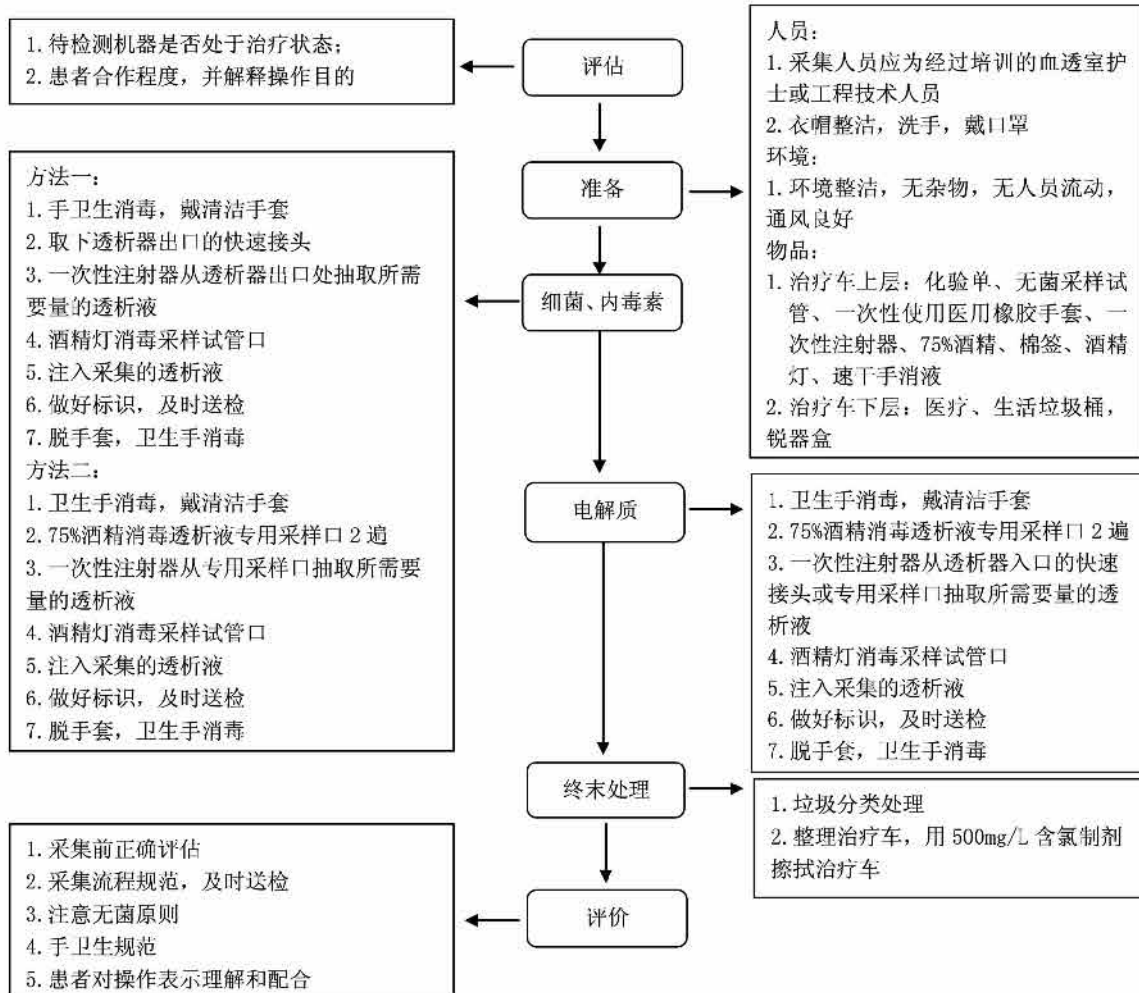 评估
1. 待检测机器是否处于治疗状态；
2. 患者合作程度，并解释操作目的
准备
人员：
1. 采集人员应为经过培训的血透室护
士或工程技术人员
2. 衣帽整洁，洗手，戴口罩
环境：
1. 环境整洁，无杂物，无人员流动，
通风良好
物品：
1. 治疗车上层：化验单、无菌采样试
管、一次性使用医用橡胶手套、一
次性注射器、75%酒精、棉签、酒精
灯、速干手消液
2. 治疗车下层：医疗、生活垃圾桶，
锐器盒
细菌、内毒素
方法一：
1. 手卫生消毒，戴清洁手套
2. 取下透析器出口的快速接头
3. 一次性注射器从透析器出口处抽取所需
要量的透析液
4. 酒精灯消毒采样试管口
5. 注入采集的透析液
6. 做好标识，及时送检
7. 脱手套，卫生手消毒
方法二：
1. 卫生手消毒，戴清洁手套
2. 75%酒精消毒透析液专用采样口 2 遍
3. 一次性注射器从专用采样口抽取所需要
量的透析液
4. 酒精灯消毒采样试管口
5. 注入采集的透析液
6. 做好标识，及时送检
7. 脱手套，卫生手消毒
电解质
1. 卫生手消毒，戴清洁手套
2. 75%酒精消毒透析液专用采样口 2 遍
3. 一次性注射器从透析器入口的快速
接头或专用采样口抽取所需要量的透
析液
4. 酒精灯消毒采样试管口
5. 注入采集的透析液
6. 做好标识，及时送检
7. 脱手套，卫生手消毒
终末处理
1. 垃圾分类处理
2. 整理治疗车，用 500mg/L 含氯制剂
擦拭治疗车
评价
1. 采集前正确评估
2. 采集流程规范，及时送检
3. 注意无菌原则
4. 手卫生规范
5. 患者对操作表示理解和配合